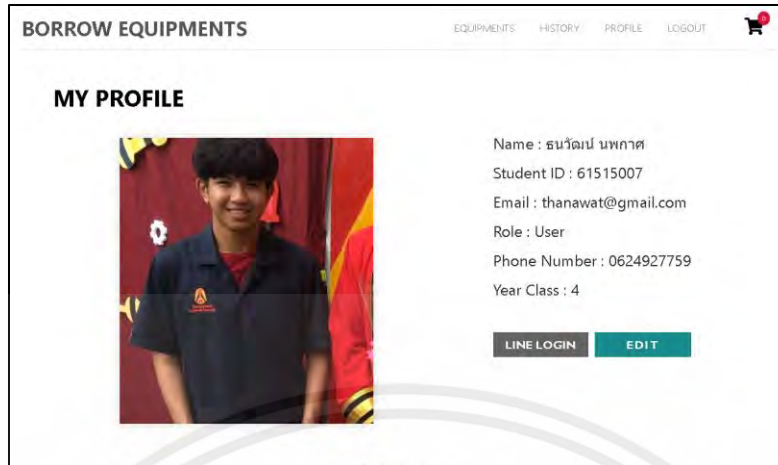 BORROW EQUIPMENTS
EQUIPMENTS HISTORY PROFILE LOGOUT
0
MY PROFILE
Name : ธนวัฒน์ นพกาศ
Student ID : 61515007
Email : thanawat@gmail.com
Role : User
Phone Number : 0624927759
Year Class : 4
LINE LOGIN EDIT